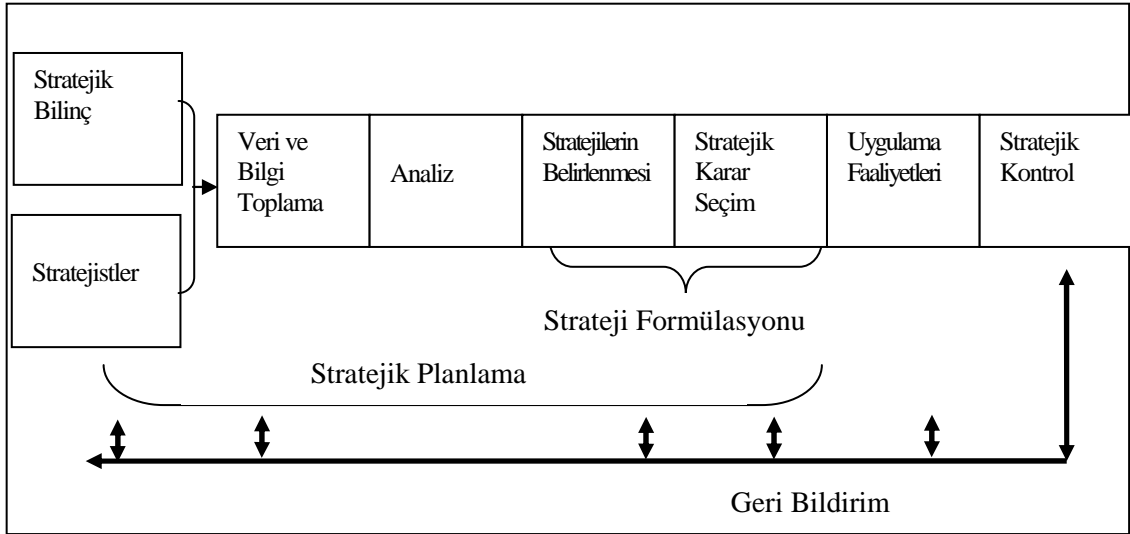 Stratejik
Bilinç
Stratejistler
Veri ve
Bilgi
Toplama
Analiz
Stratejilerin
Belirlenmesi
Stratejik
Karar
Seçim
Uygulama
Faaliyetleri
Stratejik
Kontrol
Strateji Formülasyonu
Stratejik Planlama
Geri Bildirim